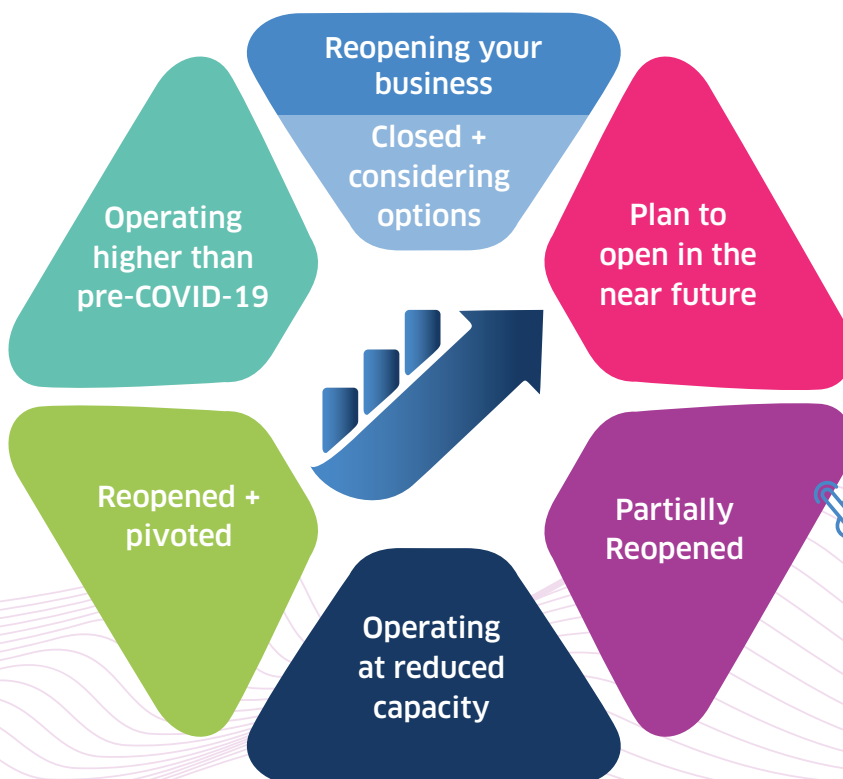 Reopening your
business
Closed +
considering
options
Plan to
open in the
near future
Partially
Reopened
Operating
at reduced
capacity
Reopened +
pivoted
Operating
higher than
pre-COVID-19